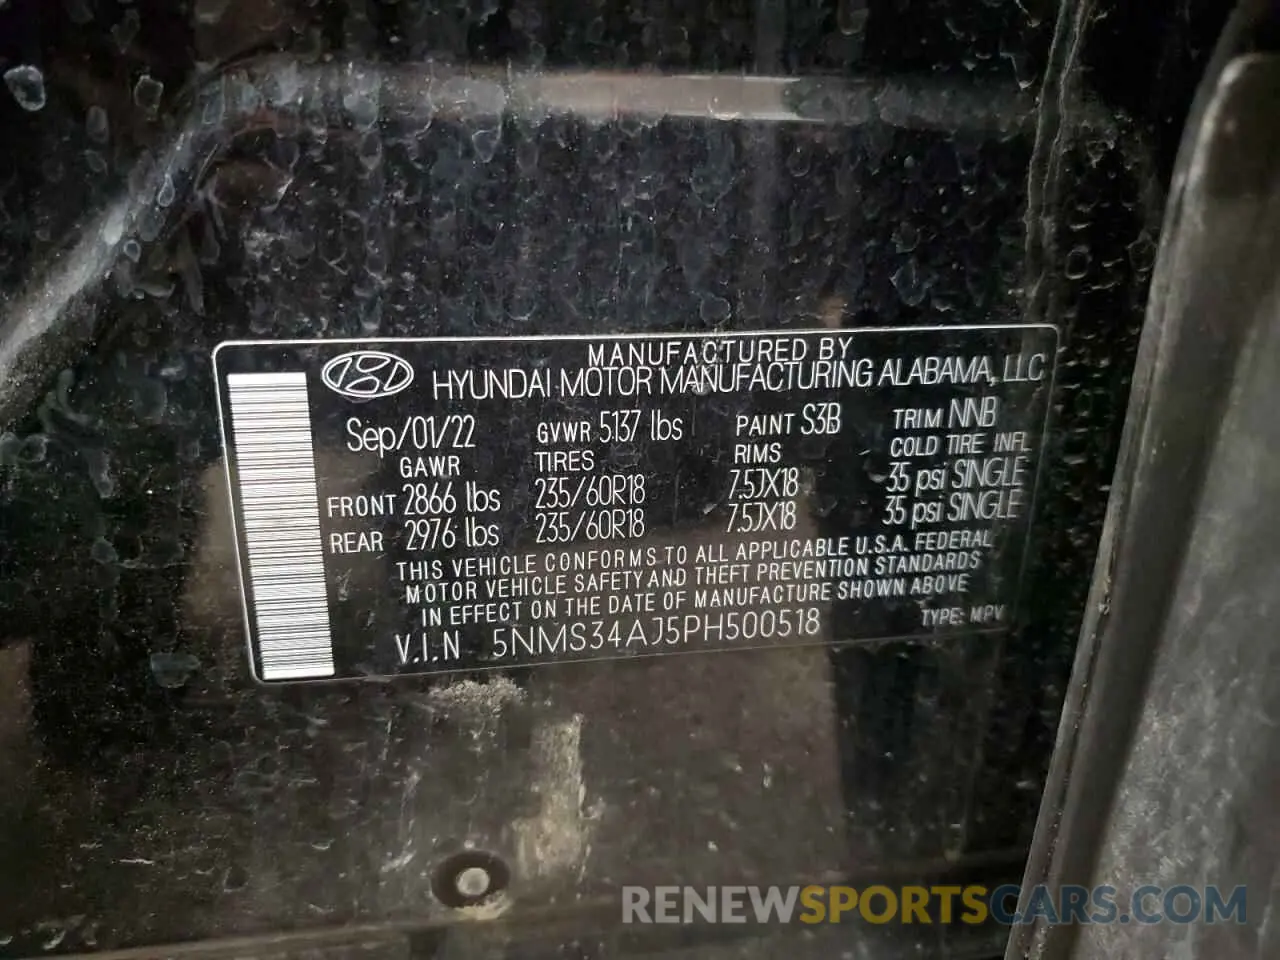 MANUFACTURED BY
HYUNDAI MOTOR MANUFACTURING ALABAMA, LLC
Sep/01/22 GVWR 5137 lbs PAINT S3B TRIM NNB
GAWR TIRES RIMS COLD TIRE INFL
FRONT 2866 lbs 235/60R18 7.5JX18 35 psi SINGLE
REAR 2976 lbs 235/60R18 7.5JX18 35 psi SINGLE
THIS VEHICLE CONFORMS TO ALL APPLICABLE U.S.A. FEDERAL
MOTOR VEHICLE SAFETY AND THEFT PREVENTION STANDARDS
IN EFFECT ON THE DATE OF MANUFACTURE SHOWN ABOVE
V.I.N 5NMS34AJ5PH500518 TYPE: MPV
RENEWSPORTSCARS.COM